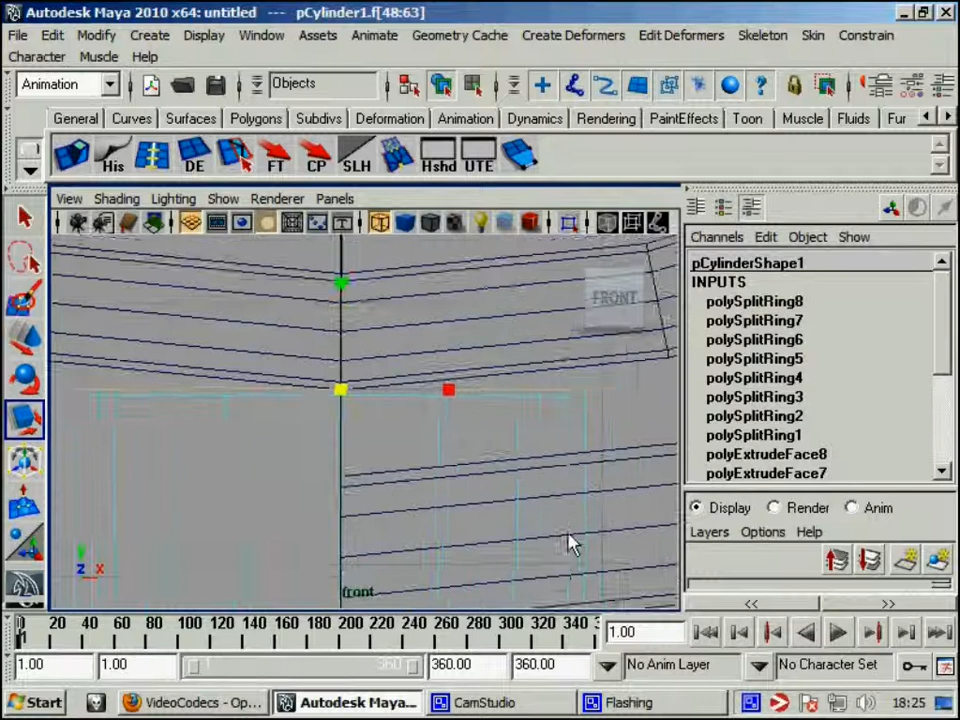 Autodesk Maya 2010 x64: untitled --- pCylinder1.f[48:63]
File Edit Modify Create Display Window Assets Animate Geometry Cache Create Deformers Edit Deformers Skeleton Skin Constrain
Character Muscle Help
Animation Objects
General Curves Surfaces Polygons Subdivs Deformation Animation Dynamics Rendering PaintEffects Toon Muscle Fluids Fur
His DE FT CP SLH Hshd UTE
View Shading Lighting Show Renderer Panels
Channels Edit Object Show
pCylinderShape1
INPUTS
polySplitRing8
polySplitRing7
polySplitRing6
polySplitRing5
polySplitRing4
polySplitRing3
polySplitRing2
polySplitRing1
polyExtrudeFace8
polyExtrudeFace7
FRONT
Display Render Anim
Layers Options Help
y
z x
front
<< >>
20 40 60 80 100 120 140 160 180 200 220 240 260 280 300 320 340
1.00
1.00 1.00 1 360 360.00 360.00 No Anim Layer No Character Set
Start VideoCodecs - Op... Autodesk Maya... CamStudio Flashing 18:25